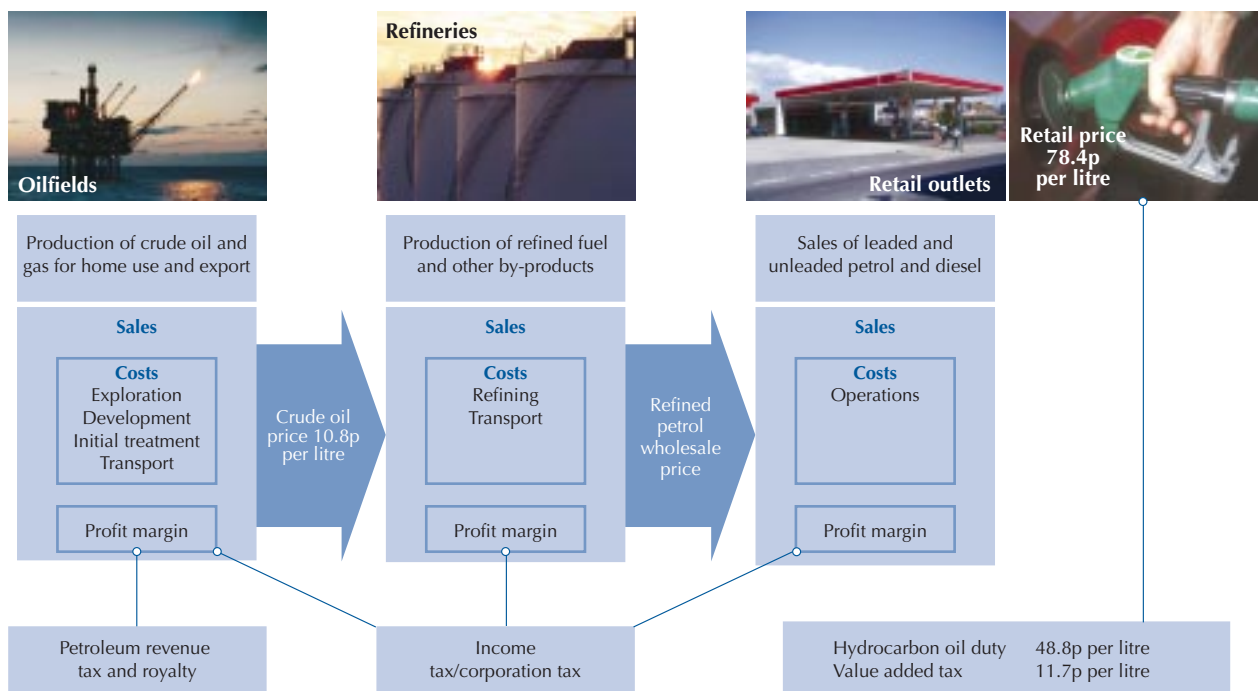 Oilfields
Refineries
Retail outlets
Retail price
78.4p
per litre
Production of crude oil and
gas for home use and export
Production of refined fuel
and other by-products
Sales of leaded and
unleaded petrol and diesel
Sales
Costs
Exploration
Development
Initial treatment
Transport
Profit margin
Crude oil
price 10.8p
per litre
Sales
Costs
Refining
Transport
Profit margin
Refined
petrol
wholesale
price
Sales
Costs
Operations
Profit margin
Petroleum revenue
tax and royalty
Income
tax/corporation tax
Hydrocarbon oil duty 48.8p per litre
Value added tax 11.7p per litre